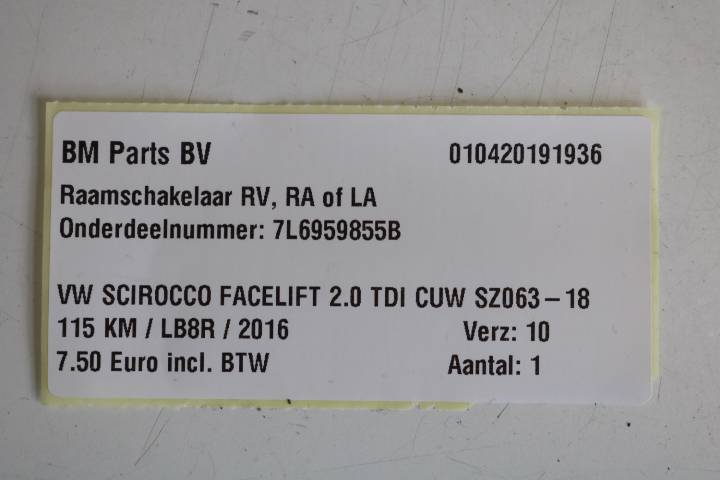 BM Parts BV 010420191936
Raamschakelaar RV, RA of LA
Onderdeelnummer: 7L6959855B
VW SCIROCCO FACELIFT 2.0 TDI CUW SZ063-18
115 KM / LB8R / 2016 Verz: 10
7.50 Euro incl. BTW Aantal: 1